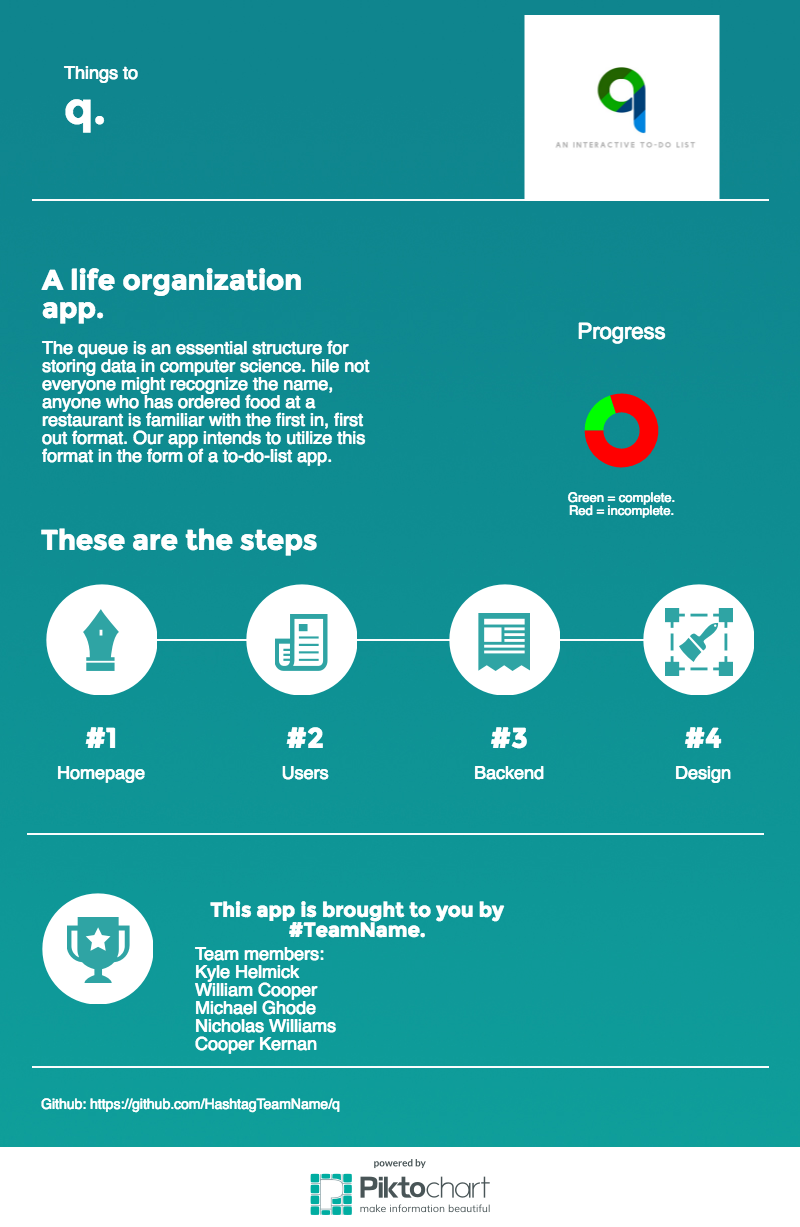 Things to
q.
q
AN INTERACTIVE TO-DO LIST
A life organization
app.
The queue is an essential structure for
storing data in computer science. hile not
everyone might recognize the name,
anyone who has ordered food at a
restaurant is familiar with the first in, first
out format. Our app intends to utilize this
format in the form of a to-do-list app.
Progress
Green = complete.
Red = incomplete.
These are the steps
#1
Homepage
#2
Users
#3
Backend
#4
Design
This app is brought to you by
#TeamName.
Team members:
Kyle Helmick
William Cooper
Michael Ghode
Nicholas Williams
Cooper Kernan
Github: https://github.com/HashtagTeamName/q
powered by
Piktochart
make information beautiful